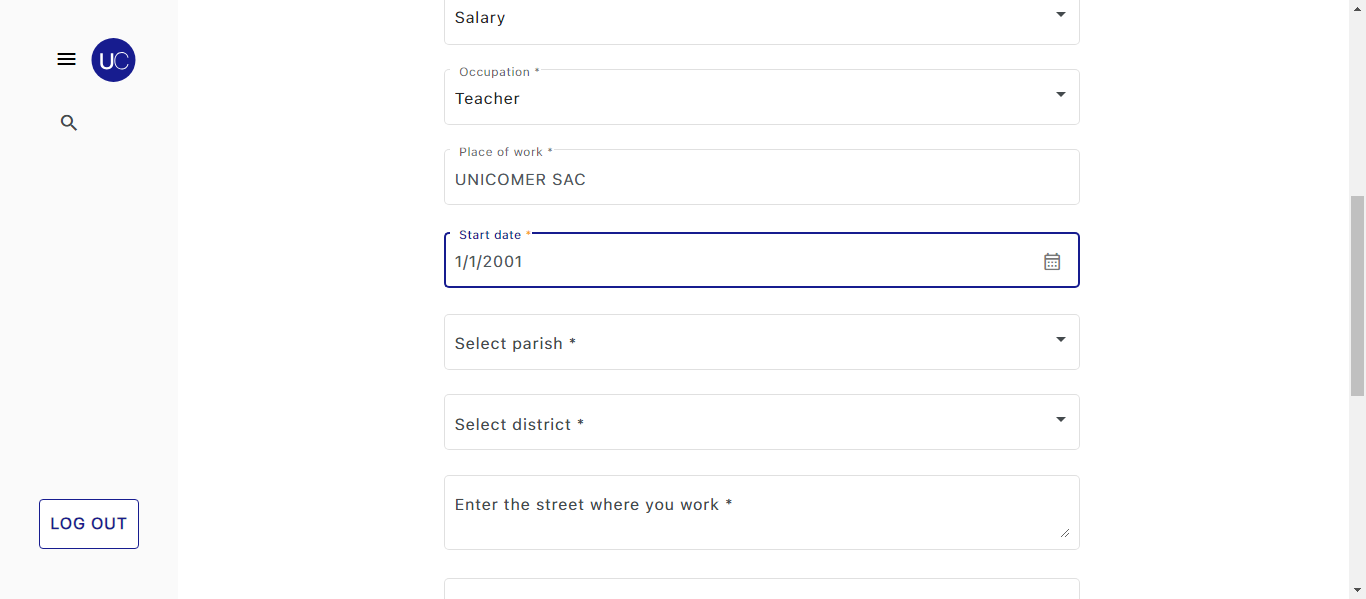 UC
LOG OUT
Salary
Occupation *
Teacher
Place of work *
UNICOMER SAC
Start date *
1/1/2001
Select parish *
Select district *
Enter the street where you work *